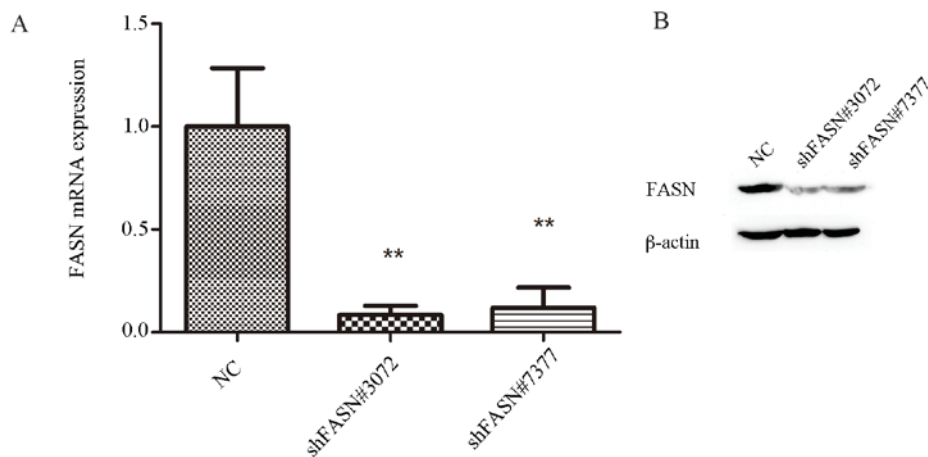 A
FASN mRNA expression
1.5
1.0
0.5
0.0
**
**
NC
shFASN#3072
shFASN#7377
B
NC
shFASN#3072
shFASN#7377
FASN
β-actin